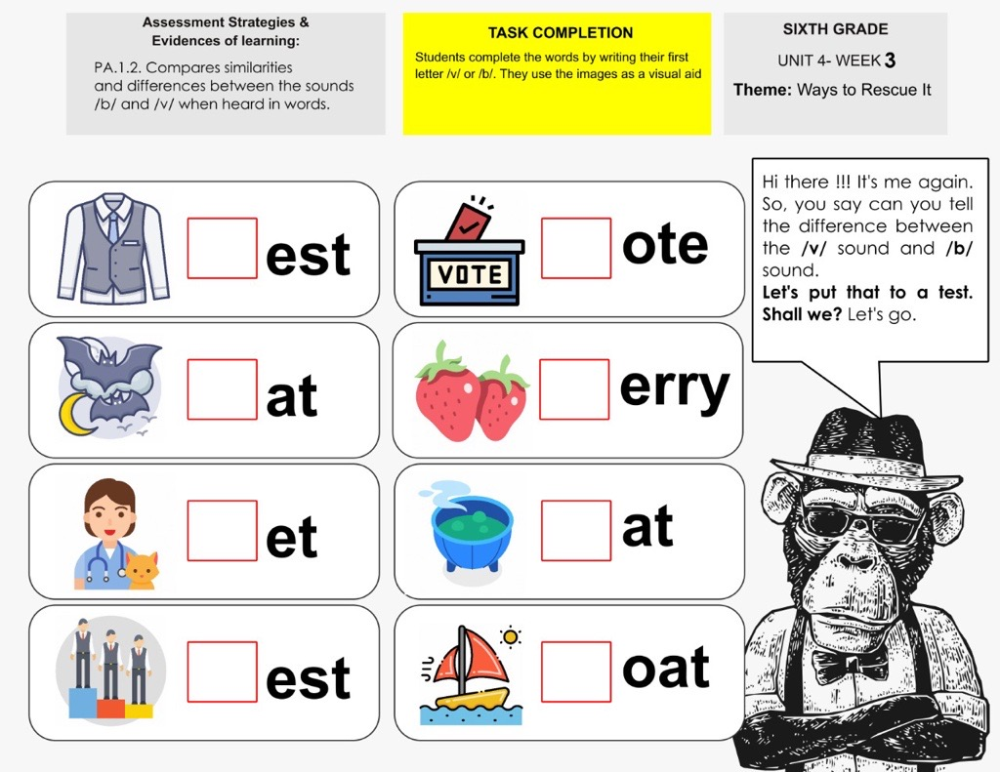 Assessment Strategies &
Evidences of learning:
PA.1.2. Compares similarities
and differences between the sounds
/b/ and /v/ when heard in words.
TASK COMPLETION
Students complete the words by writing their first
letter /v/ or /b/. They use the images as a visual aid
SIXTH GRADE
UNIT 4- WEEK 3
Theme: Ways to Rescue It
Hi there !!! It's me again.
So, you say can you tell
the difference between
the /v/ sound and /b/
sound.
Let's put that to a test.
Shall we? Let's go.
est
VOTE
ote
at
erry
et
at
est
oat